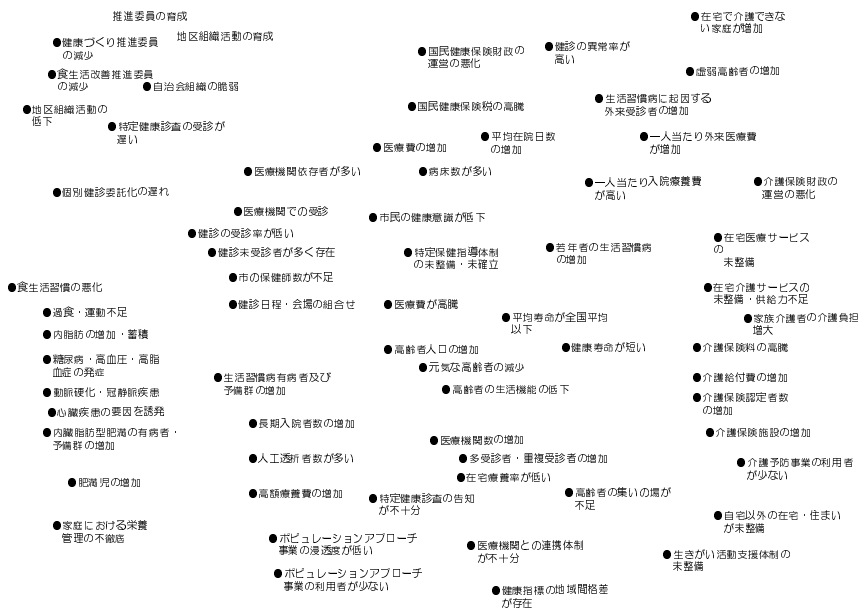 推進委員の育成
地区組織活動の育成
●健康づくり推進委員
の減少
●食生活改善推進委員
の減少
●自治会組織の脆弱
●地区組織活動の
低下
●特定健康診査の受診が
遅い
●個別健診委託化の遅れ
●医療機関依存者が多い
●医療機関での受診
●健診の受診率が低い
●健診未受診者が多く存在
●市の保健師数が不足
●健診日程・会場の組合せ
●食生活習慣の悪化
●過食・運動不足
●内脂肪の増加・蓄積
●糖尿病・高血圧・高脂
血症の発症
●動脈硬化・冠静脈疾患
●心臓疾患の要因を誘発
●内臓脂肪型肥満の有病者・
予備群の増加
●肥満児の増加
●家庭における栄養
管理の不徹底
●生活習慣病有病者及び
予備群の増加
●長期入院者数の増加
●人工透析者数が多い
●高額療養費の増加
●ポピュレーションアプローチ
事業の浸透度が低い
●ポピュレーションアプローチ
事業の利用者が少ない
●国民健康保険財政の
運営の悪化
●国民健康保険税の高騰
●医療費の増加
●病床数が多い
●市民の健康意識が低下
●特定保健指導体制
の未整備・未確立
●医療費が高騰
●高齢者人口の増加
●元気な高齢者の減少
●高齢者の生活機能の低下
●医療機関数の増加
●多受診者・重複受診者の増加
●在宅療養率が低い
●特定健康診査の告知
が不十分
●医療機関との連携体制
が不十分
●健康指標の地域間格差
が存在
●健診の異常率が
高い
●生活習慣病に起因する
外来受診者の増加
●平均在院日数
の増加
●一人当たり外来医療費
が増加
●一人当たり入院療養費
が高い
●若年者の生活習慣病
の増加
●平均寿命が全国平均
以下
●健康寿命が短い
●高齢者の集いの場が
不足
●在宅で介護できな
い家庭が増加
●虚弱高齢者の増加
●介護保険財政の
運営の悪化
●在宅医療サービス
の
未整備
●在宅介護サービスの
未整備・供給力不足
●家族介護者の介護負担
増大
●介護保険料の高騰
●介護給付費の増加
●介護保険認定者数
の増加
●介護保険施設の増加
●介護予防事業の利用者
が少ない
●自宅以外の在宅・住まい
が未整備
●生きがい活動支援体制の
未整備